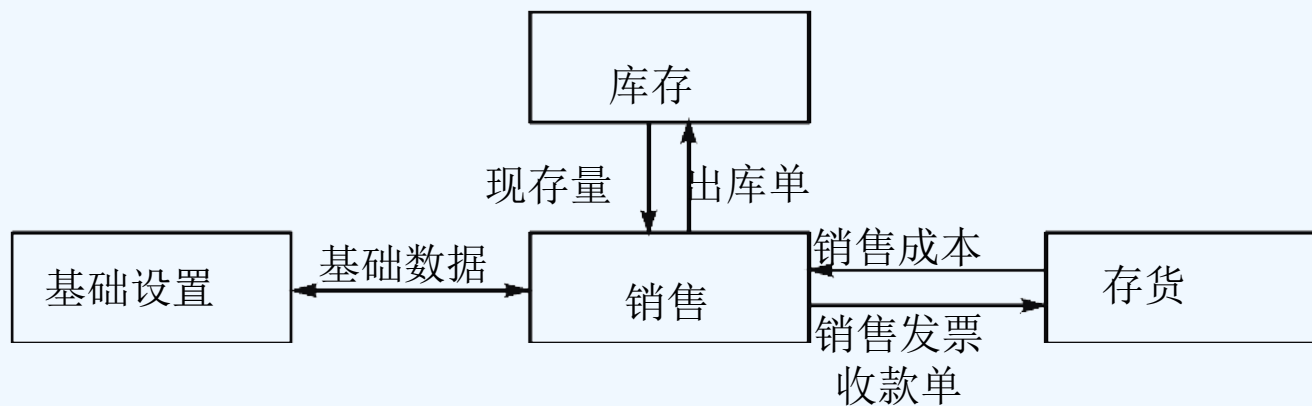 库存
现存量
出库单
基础设置
基础数据
销售
销售成本
销售发票
收款单
存货